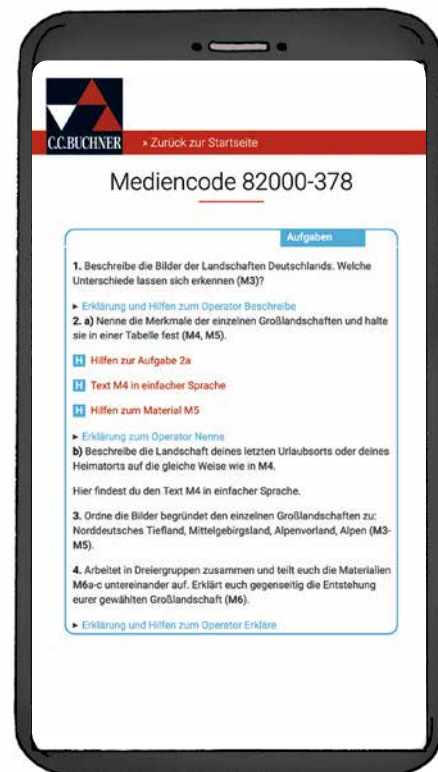 C.C.BUCHNER
» Zurück zur Startseite
Mediencode 82000-378
Aufgaben
1. Beschreibe die Bilder der Landschaften Deutschlands. Welche
Unterschiede lassen sich erkennen (M3)?
▸ Erklärung und Hilfen zum Operator Beschreibe
2. a) Nenne die Merkmale der einzelnen Großlandschaften und halte
sie in einer Tabelle fest (M4, M5).
H Hilfen zur Aufgabe 2a
H Text M4 in einfacher Sprache
H Hilfen zum Material M5
▸ Erklärung zum Operator Nenne
b) Beschreibe die Landschaft deines letzten Urlaubsorts oder deines
Heimatorts auf die gleiche Weise wie in M4.
Hier findest du den Text M4 in einfacher Sprache.
3. Ordne die Bilder begründet den einzelnen Großlandschaften zu:
Norddeutsches Tiefland, Mittelgebirgsland, Alpenvorland, Alpen (M3-
M5).
4. Arbeitet in Dreiergruppen zusammen und teilt euch die Materialien
M6a-c untereinander auf. Erklärt euch gegenseitig die Entstehung
eurer gewählten Großlandschaft (M6).
▸ Erklärung und Hilfen zum Operator Erkläre